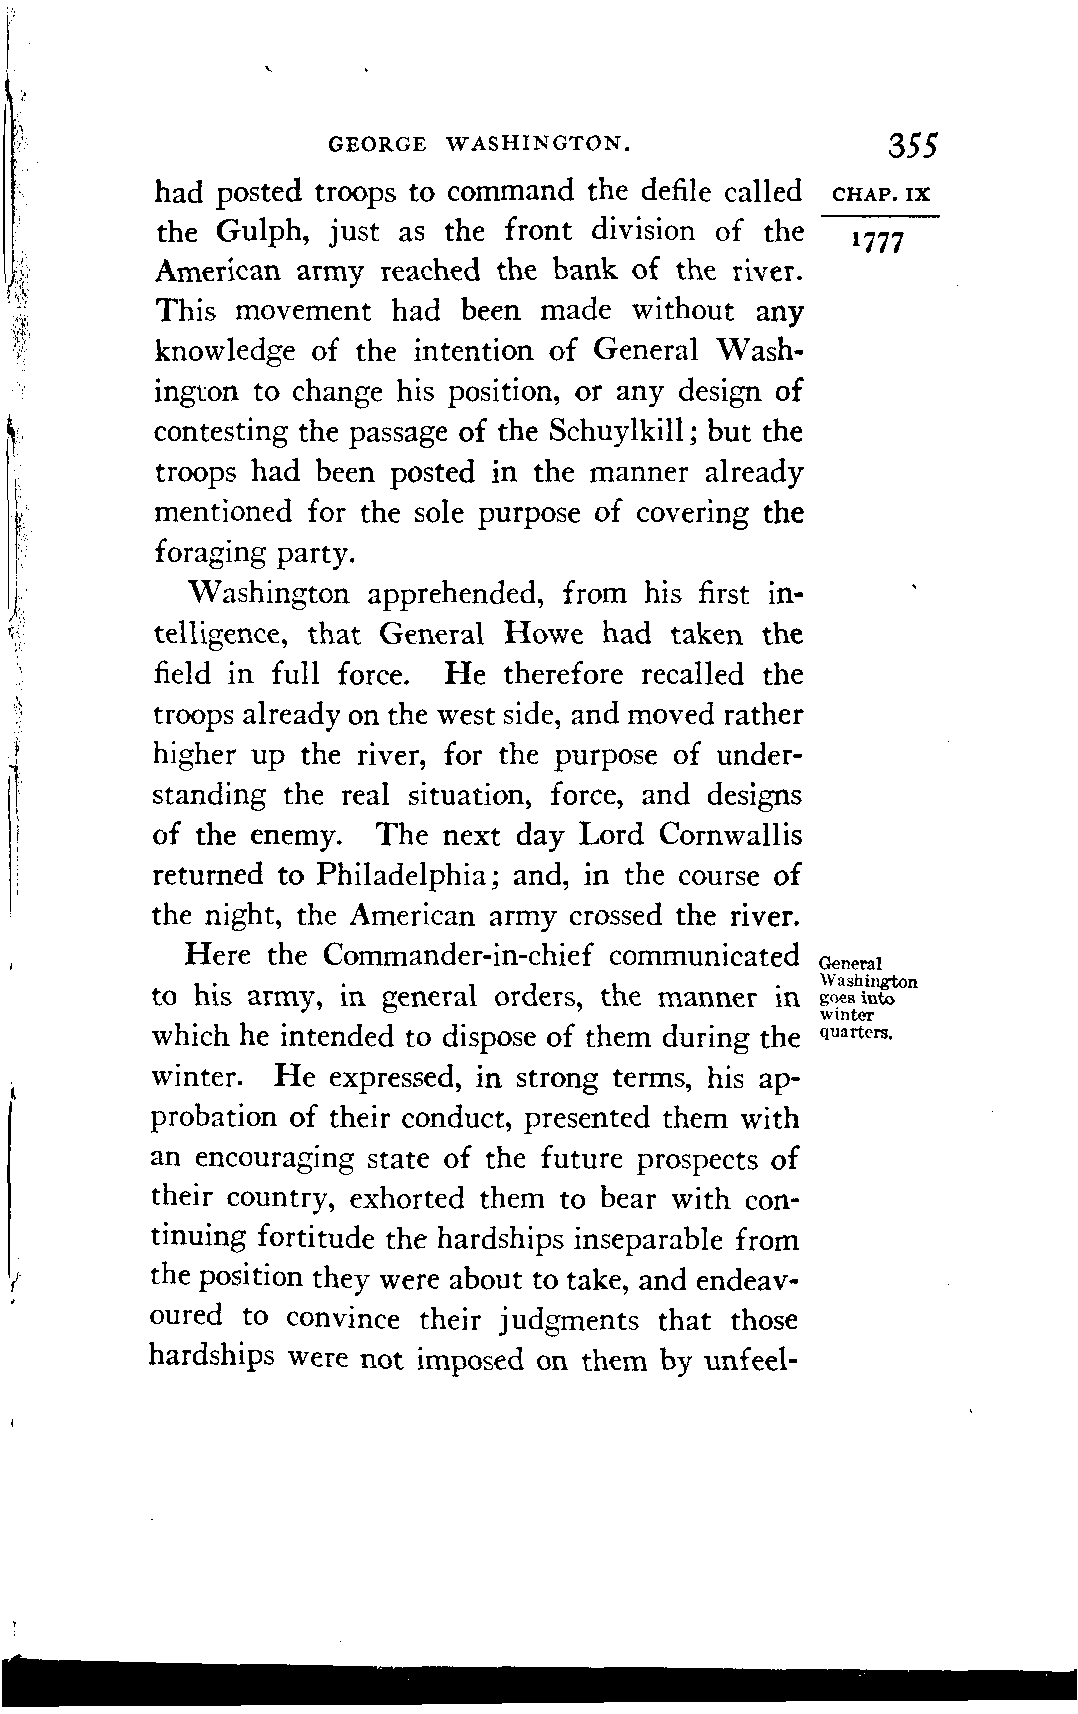 GEORGE WASHINGTON. 355
had posted troops to command the defile called
CHAP. IX
the Gulph, just as the front division of the
1777
American army reached the bank of the river.
This movement had been made without any
knowledge of the intention of General Wash-
ington to change his position, or any design of
contesting the passage of the Schuylkill; but the
troops had been posted in the manner already
mentioned for the sole purpose of covering the
foraging party.
Washington apprehended, from his first in-
telligence, that General Howe had taken the
field in full force. He therefore recalled the
troops already on the west side, and moved rather
higher up the river, for the purpose of under-
standing the real situation, force, and designs
of the enemy. The next day Lord Cornwallis
returned to Philadelphia; and, in the course of
the night, the American army crossed the river.
Here the Commander-in-chief communicated
to his army, in general orders, the manner in
which he intended to dispose of them during the
General
Washington
goes into
winter
quarters.
winter. He expressed, in strong terms, his ap-
probation of their conduct, presented them with
an encouraging state of the future prospects of
their country, exhorted them to bear with con-
tinuing fortitude the hardships inseparable from
the position they were about to take, and endeav-
oured to convince their judgments that those
hardships were not imposed on them by unfeel-